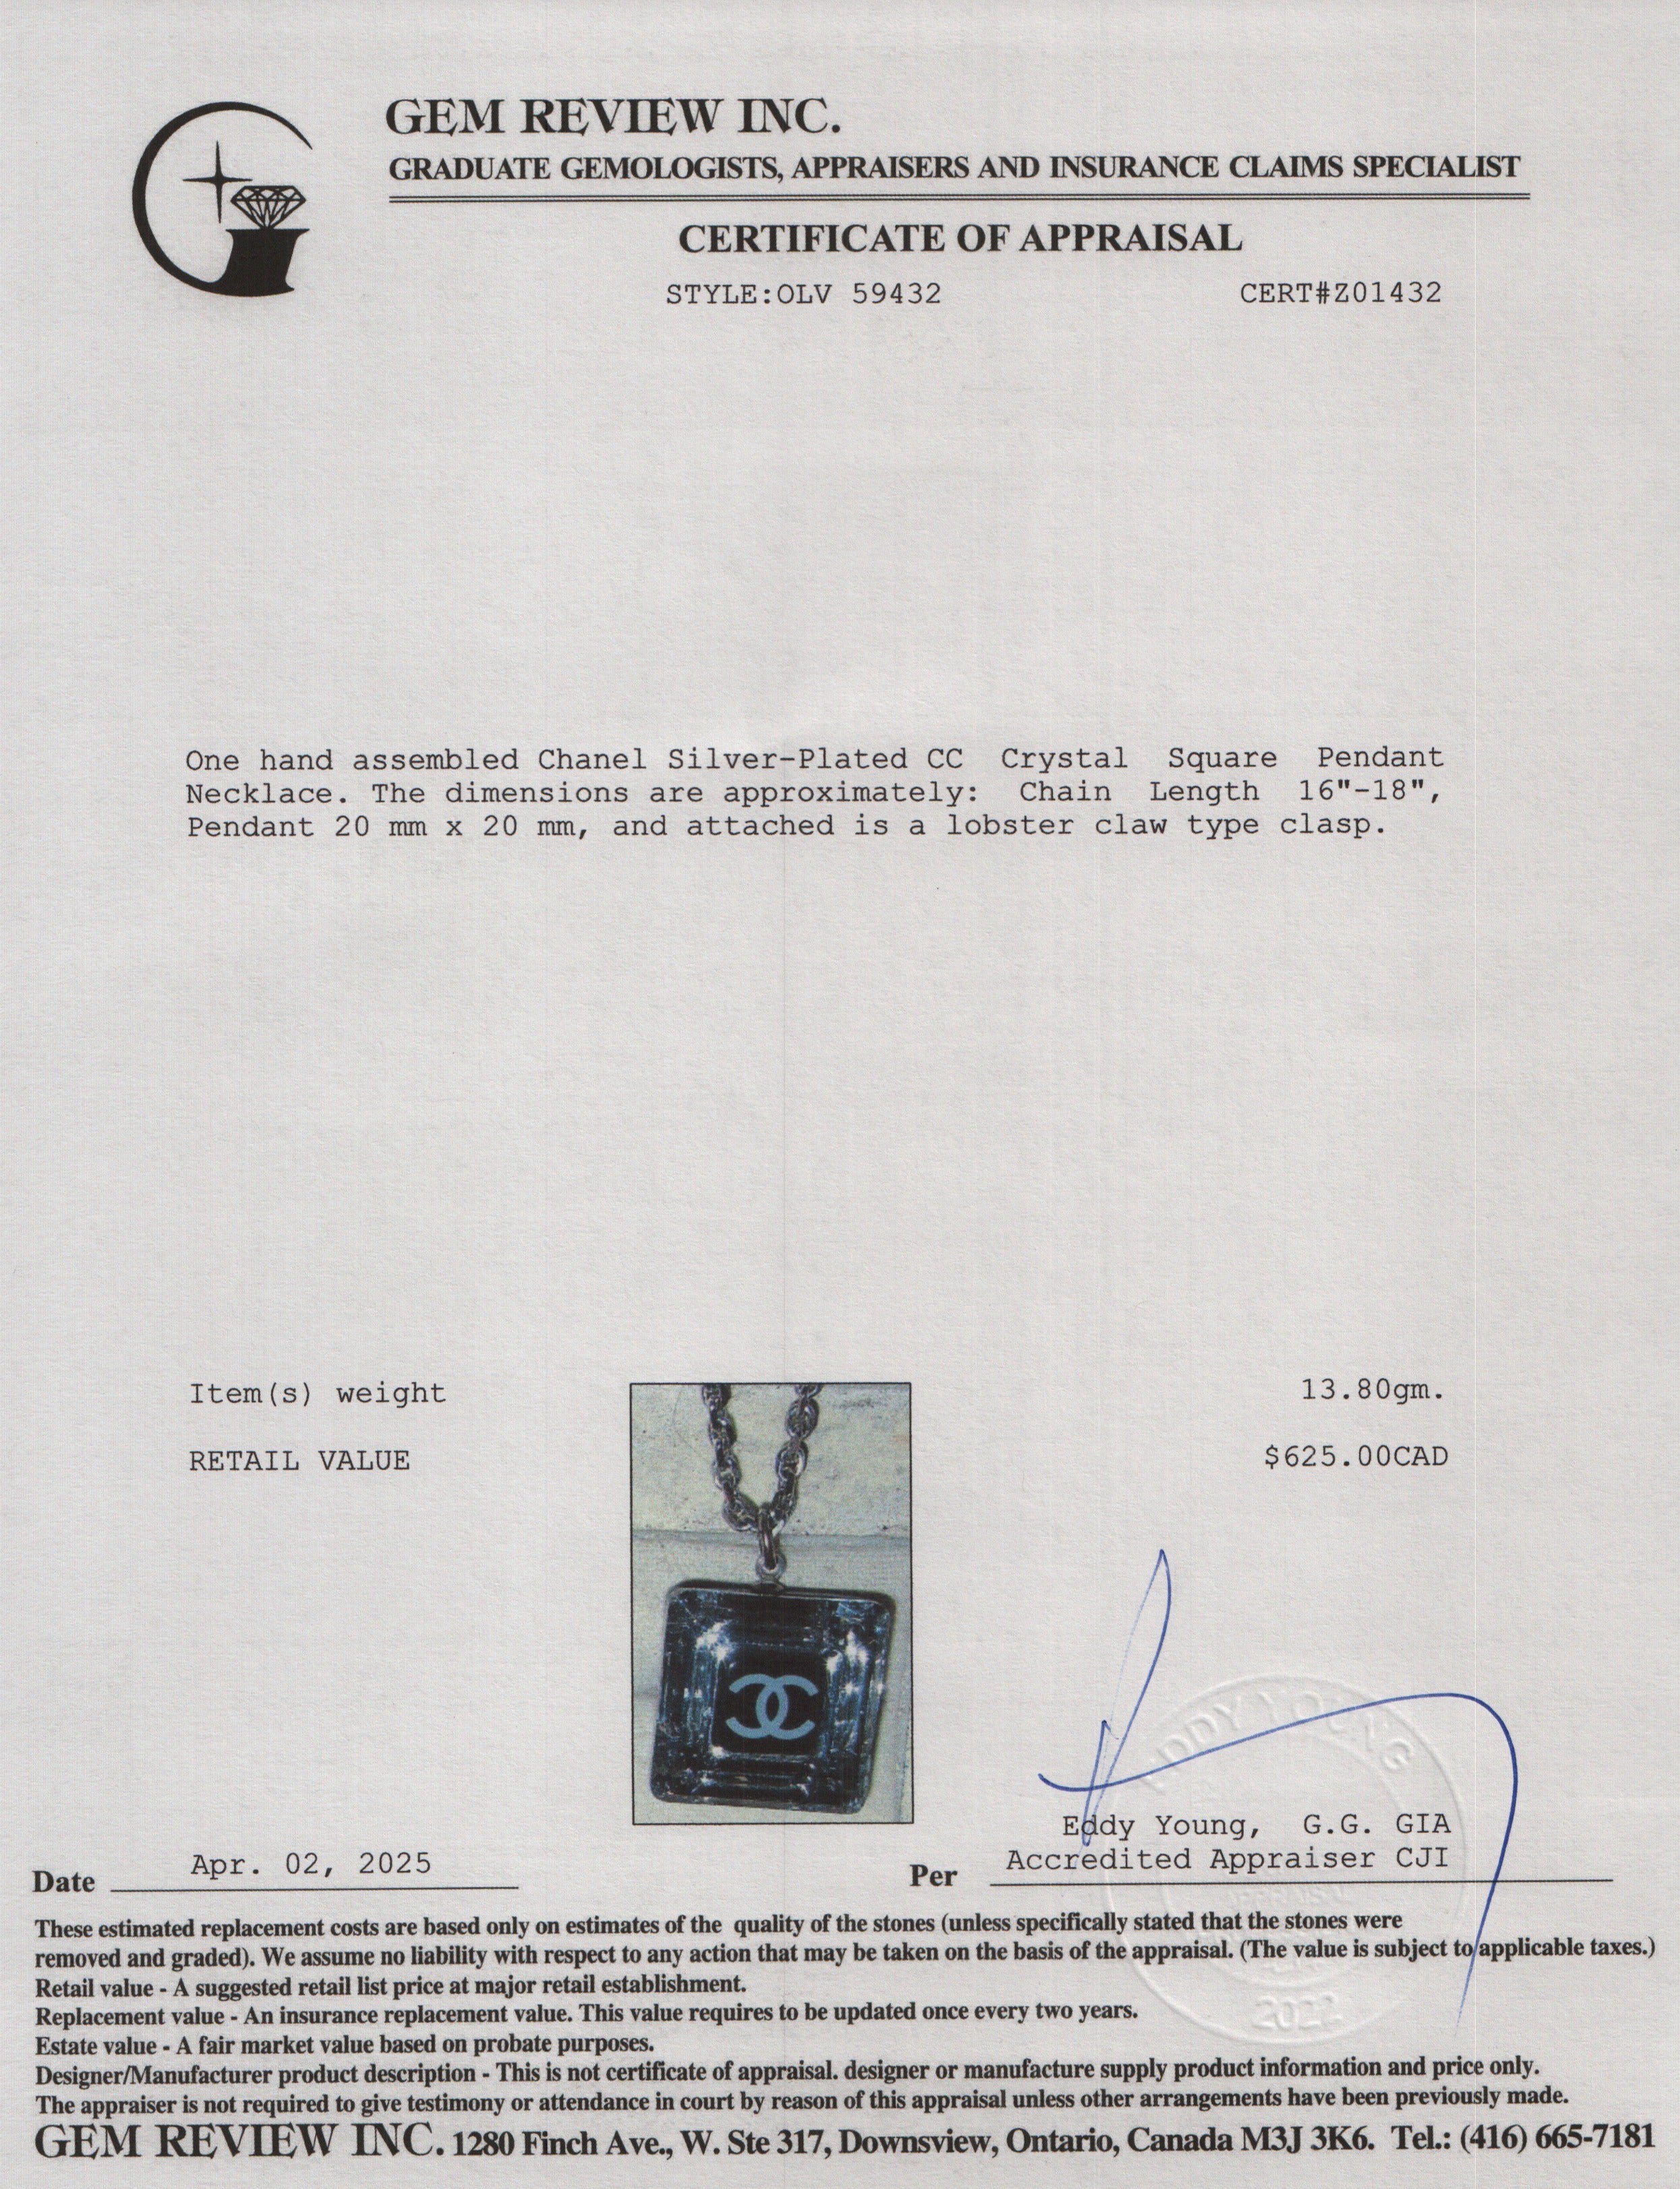 GEM REVIEW INC.
GRADUATE GEMOLOGISTS, APPRAISERS AND INSURANCE CLAIMS SPECIALIST
CERTIFICATE OF APPRAISAL
STYLE:OLV 59432 CERT#Z01432
One hand assembled Chanel Silver-Plated CC Crystal Square Pendant
Necklace. The dimensions are approximately: Chain Length 16"-18",
Pendant 20 mm x 20 mm, and attached is a lobster claw type clasp.
Item(s) weight 13.80gm.
RETAIL VALUE $625.00CAD
EDDY YOUNG
Eddy Young, G.G. GIA
Accredited Appraiser CJI
Date Apr. 02, 2025 Per
These estimated replacement costs are based only on estimates of the quality of the stones (unless specifically stated that the stones were
removed and graded). We assume no liability with respect to any action that may be taken on the basis of the appraisal. (The value is subject to applicable taxes.)
Retail value - A suggested retail list price at major retail establishment.
Replacement value - An insurance replacement value. This value requires to be updated once every two years.
Estate value - A fair market value based on probate purposes.
Designer/Manufacturer product description - This is not certificate of appraisal. designer or manufacture supply product information and price only.
The appraiser is not required to give testimony or attendance in court by reason of this appraisal unless other arrangements have been previously made.
GEM REVIEW INC. 1280 Finch Ave., W. Ste 317, Downsview, Ontario, Canada M3J 3K6. Tel.: (416) 665-7181